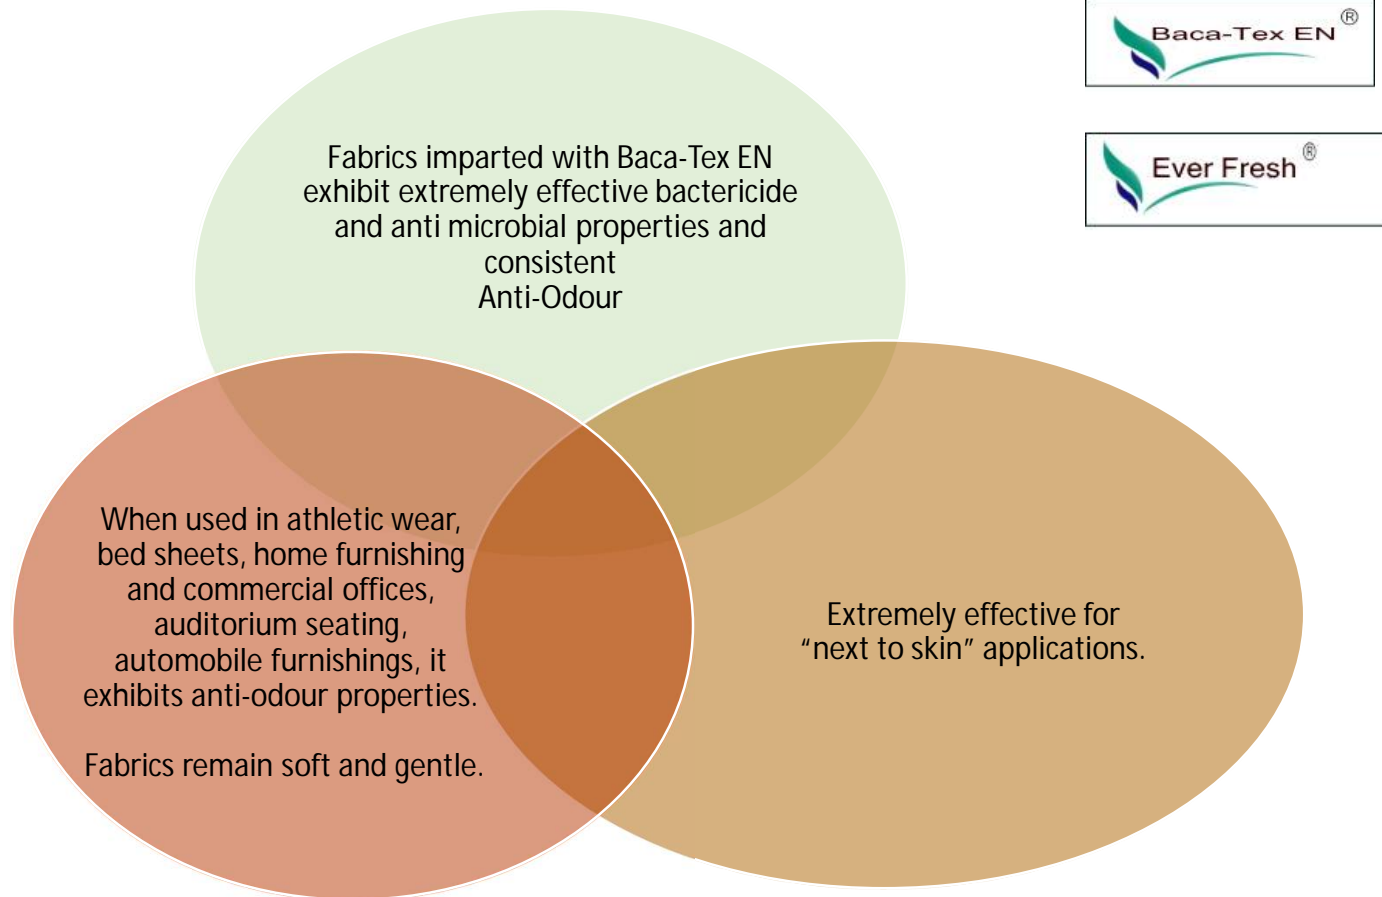 Baca-Tex EN ®
Ever Fresh ®
Fabrics imparted with Baca-Tex EN
exhibit extremely effective bactericide
and anti microbial properties and
consistent
Anti-Odour
When used in athletic wear,
bed sheets, home furnishing
and commercial offices,
auditorium seating,
automobile furnishings, it
exhibits anti-odour properties.
Fabrics remain soft and gentle.
Extremely effective for
“next to skin” applications.